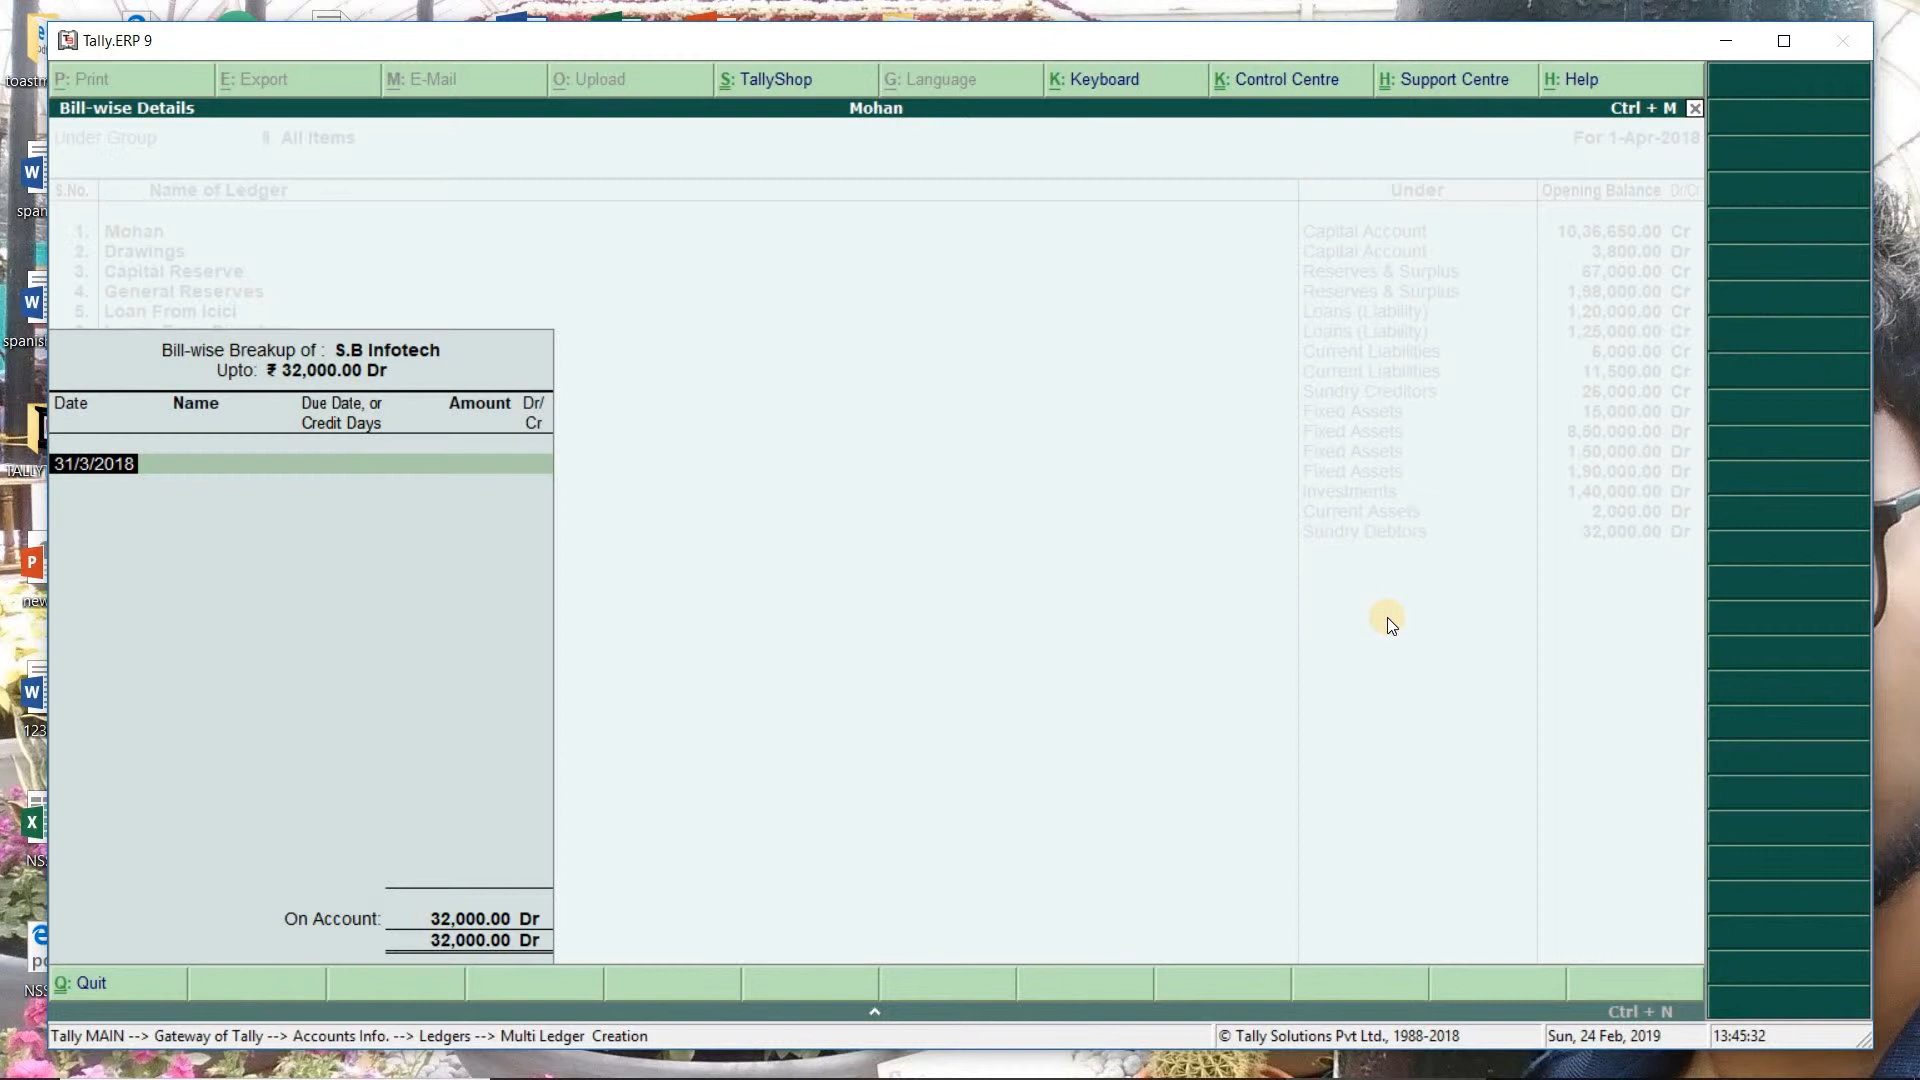 Tally.ERP 9
P: Print E: Export M: E-Mail O: Upload S: TallyShop G: Language K: Keyboard K: Control Centre H: Support Centre H: Help
Bill-wise Details Mohan Ctrl + M
Under Group : All Items For 1-Apr-2018
S.No. Name of Ledger Under Opening Balance Dr/Cr
1. Mohan Capital Account 10,36,650.00 Cr
2. Drawings Capital Account 3,800.00 Dr
3. Capital Reserve Reserves & Surplus 67,000.00 Cr
4. General Reserves Reserves & Surplus 1,98,000.00 Cr
5. Loan From Icici Loans (Liability) 1,20,000.00 Cr
Loans (Liability) 1,25,000.00 Cr
Current Liabilities 6,000.00 Cr
Current Liabilities 11,500.00 Cr
Sundry Creditors 25,000.00 Cr
Fixed Assets 15,000.00 Dr
Fixed Assets 8,50,000.00 Dr
Fixed Assets 1,50,000.00 Dr
Fixed Assets 1,90,000.00 Dr
Investments 1,40,000.00 Dr
Current Assets 2,000.00 Dr
Sundry Debtors 32,000.00 Dr
Bill-wise Breakup of : S.B Infotech
Upto: ₹ 32,000.00 Dr
Date Name Due Date, or Amount Dr/
Credit Days Cr
31/3/2018
On Account: 32,000.00 Dr
32,000.00 Dr
Q: Quit
Ctrl + N
Tally MAIN --> Gateway of Tally --> Accounts Info. --> Ledgers --> Multi Ledger Creation © Tally Solutions Pvt Ltd., 1988-2018 Sun, 24 Feb, 2019 13:45:32
toastm
span
spanis
TALLY
new
123
NS
NSS